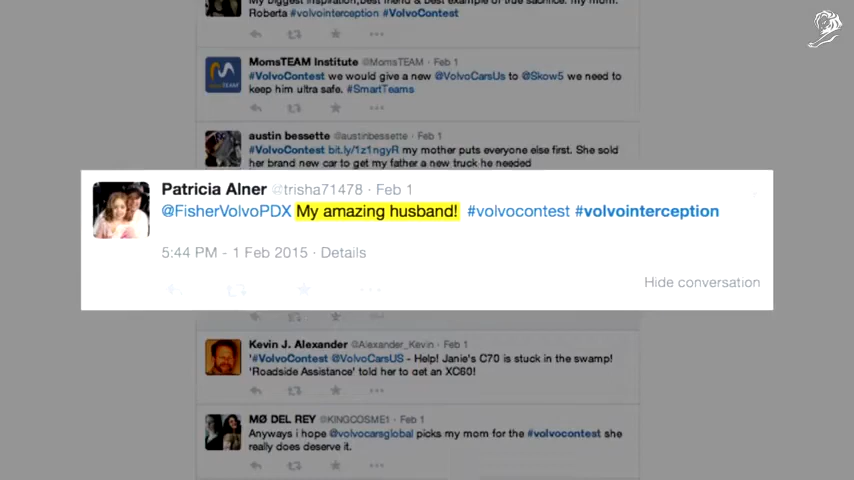 My biggest inspiration,best friend & best example of true sacrifice. My mom.
Roberta #volvointerception #VolvoContest
MomsTEAM Institute @MomsTEAM · Feb 1
#VolvoContest we would give a new @VolvoCarsUs to @Skow5 we need to
keep him ultra safe. #SmartTeams
austin bessette @austinbessette · Feb 1
#VolvoContest bit.ly/1z1ngyR my mother puts everyone else first. She sold
her brand new car to get my father a new truck he needed
Patricia Alner @trisha71478 · Feb 1
@FisherVolvoPDX My amazing husband! #volvocontest #volvointerception
5:44 PM - 1 Feb 2015 · Details
Hide conversation
Kevin J. Alexander @Alexander_Kevin · Feb 1
'#VolvoContest @VolvoCarsUS - Help! Janie's C70 is stuck in the swamp!
'Roadside Assistance' told her to get an XC60!
MØ DEL REY @KINGCOSME1 · Feb 1
Anyways i hope @volvocarsglobal picks my mom for the #volvocontest she
really does deserve it.